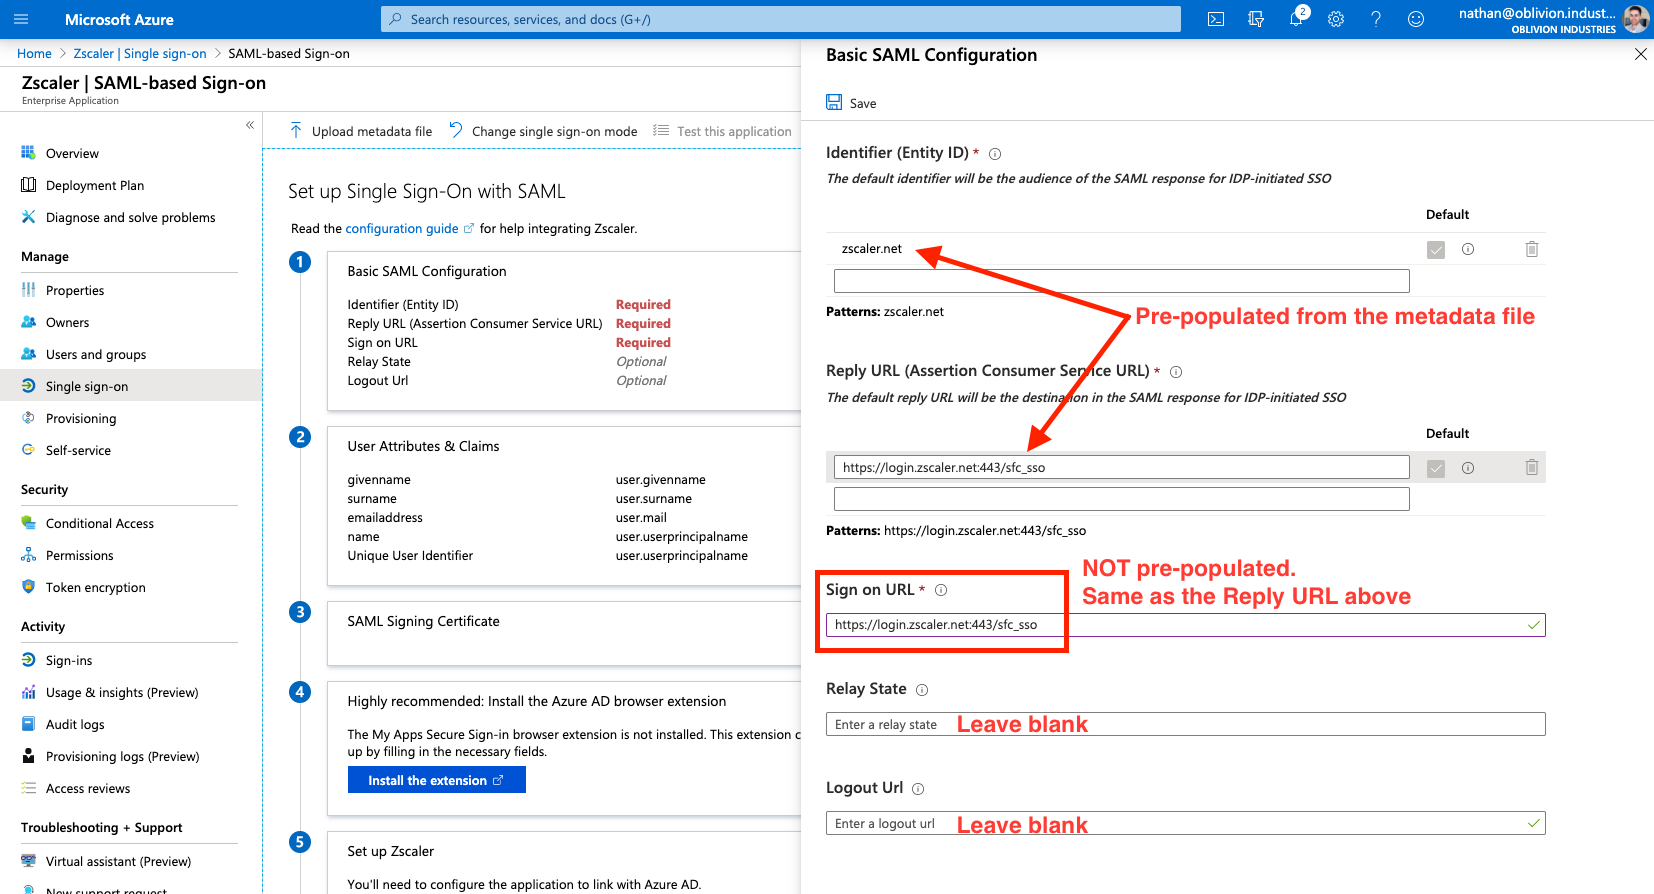 Microsoft Azure
Search resources, services, and docs (G+/)
2
nathan@oblivion.indust...
OBLIVION INDUSTRIES
Home > Zscaler | Single sign-on > SAML-based Sign-on
Zscaler | SAML-based Sign-on
Enterprise Application
«
Overview
Deployment Plan
Diagnose and solve problems
Manage
Properties
Owners
Users and groups
Single sign-on
Provisioning
Self-service
Security
Conditional Access
Permissions
Token encryption
Activity
Sign-ins
Usage & insights (Preview)
Audit logs
Provisioning logs (Preview)
Access reviews
Troubleshooting + Support
Virtual assistant (Preview)
New support request
Upload metadata file
Change single sign-on mode
Test this application
Set up Single Sign-On with SAML
Read the configuration guide for help integrating Zscaler.
1
Basic SAML Configuration
Identifier (Entity ID) Required
Reply URL (Assertion Consumer Service URL) Required
Sign on URL Required
Relay State Optional
Logout Url Optional
2
User Attributes & Claims
givenname user.givenname
surname user.surname
emailaddress user.mail
name user.userprincipalname
Unique User Identifier user.userprincipalname
3
SAML Signing Certificate
4
Highly recommended: Install the Azure AD browser extension
The My Apps Secure Sign-in browser extension is not installed. This extension c
up by filling in the necessary fields.
Install the extension
5
Set up Zscaler
You'll need to configure the application to link with Azure AD.
Basic SAML Configuration
Save
Identifier (Entity ID) *
The default identifier will be the audience of the SAML response for IDP-initiated SSO
Default
zscaler.net
Patterns: zscaler.net
Pre-populated from the metadata file
Reply URL (Assertion Consumer Service URL) *
The default reply URL will be the destination in the SAML response for IDP-initiated SSO
Default
https://login.zscaler.net:443/sfc_sso
Patterns: https://login.zscaler.net:443/sfc_sso
NOT pre-populated.
Same as the Reply URL above
Sign on URL *
https://login.zscaler.net:443/sfc_sso
Relay State
Enter a relay state
Leave blank
Logout Url
Enter a logout url
Leave blank